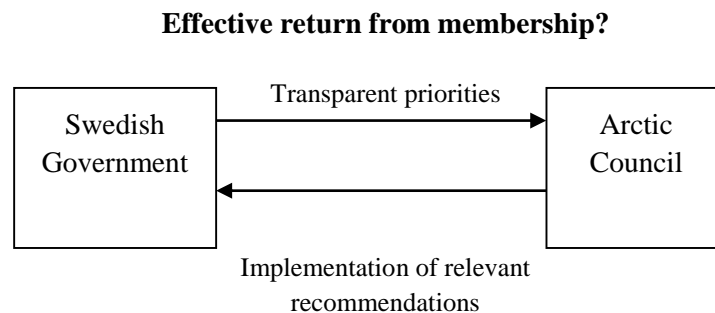 Effective return from membership?
Transparent priorities
Swedish
Government
Arctic
Council
Implementation of relevant
recommendations